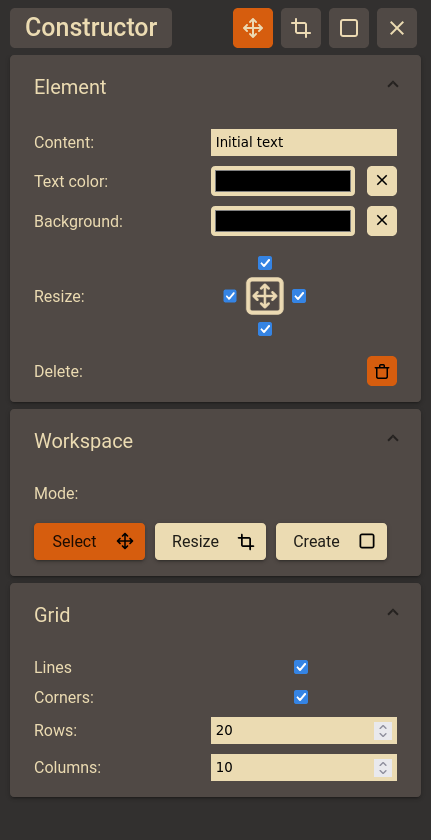 Constructor
Element
Content: Initial text
Text color:
Background:
Resize:
Delete:
Workspace
Mode:
Select Resize Create
Grid
Lines
Corners:
Rows: 20
Columns: 10